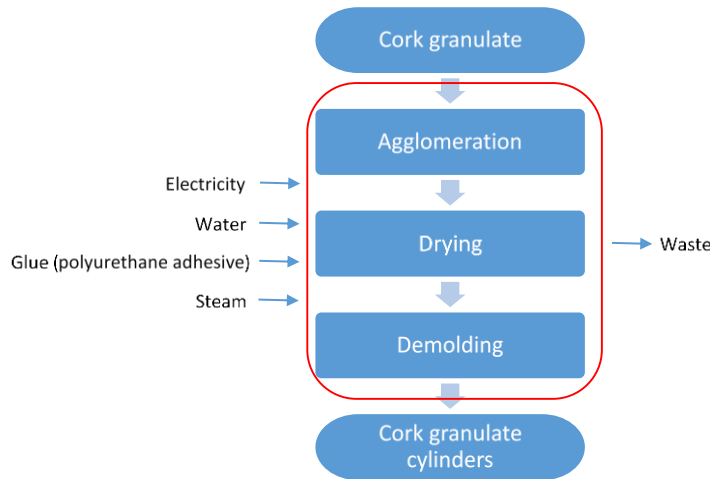 Cork granulate
Agglomeration
Electricity
Water
Drying
Waste
Glue (polyurethane adhesive)
Steam
Demolding
Cork granulate
cylinders